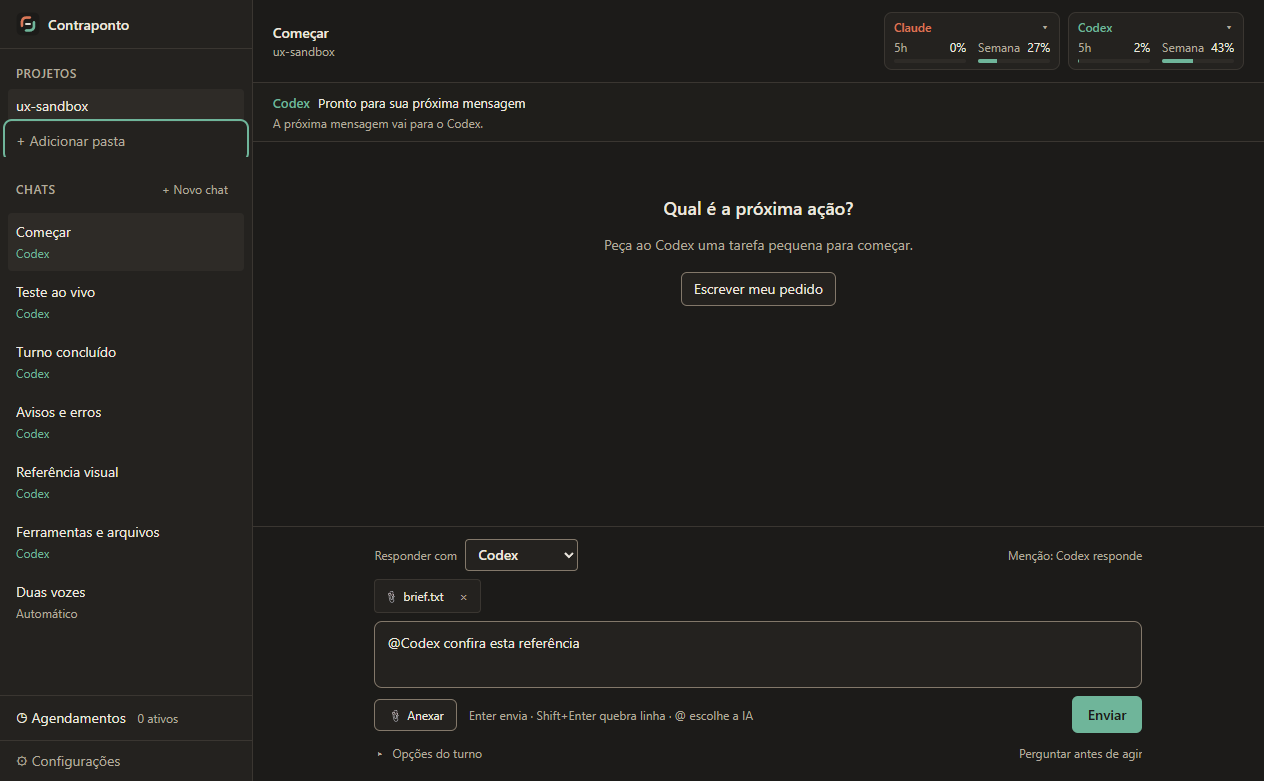 Contraponto
PROJETOS
ux-sandbox
+ Adicionar pasta
CHATS
+ Novo chat
Começar
Codex
Teste ao vivo
Codex
Turno concluído
Codex
Avisos e erros
Codex
Referência visual
Codex
Ferramentas e arquivos
Codex
Duas vozes
Automático
Agendamentos 0 ativos
Configurações
Começar
ux-sandbox
Claude
5h 0% Semana 27%
Codex
5h 2% Semana 43%
Codex Pronto para sua próxima mensagem
A próxima mensagem vai para o Codex.
Qual é a próxima ação?
Peça ao Codex uma tarefa pequena para começar.
Escrever meu pedido
Responder com Codex
Menção: Codex responde
brief.txt ×
@Codex confira esta referência
Anexar
Enter envia · Shift+Enter quebra linha · @ escolhe a IA
Enviar
Opções do turno
Perguntar antes de agir